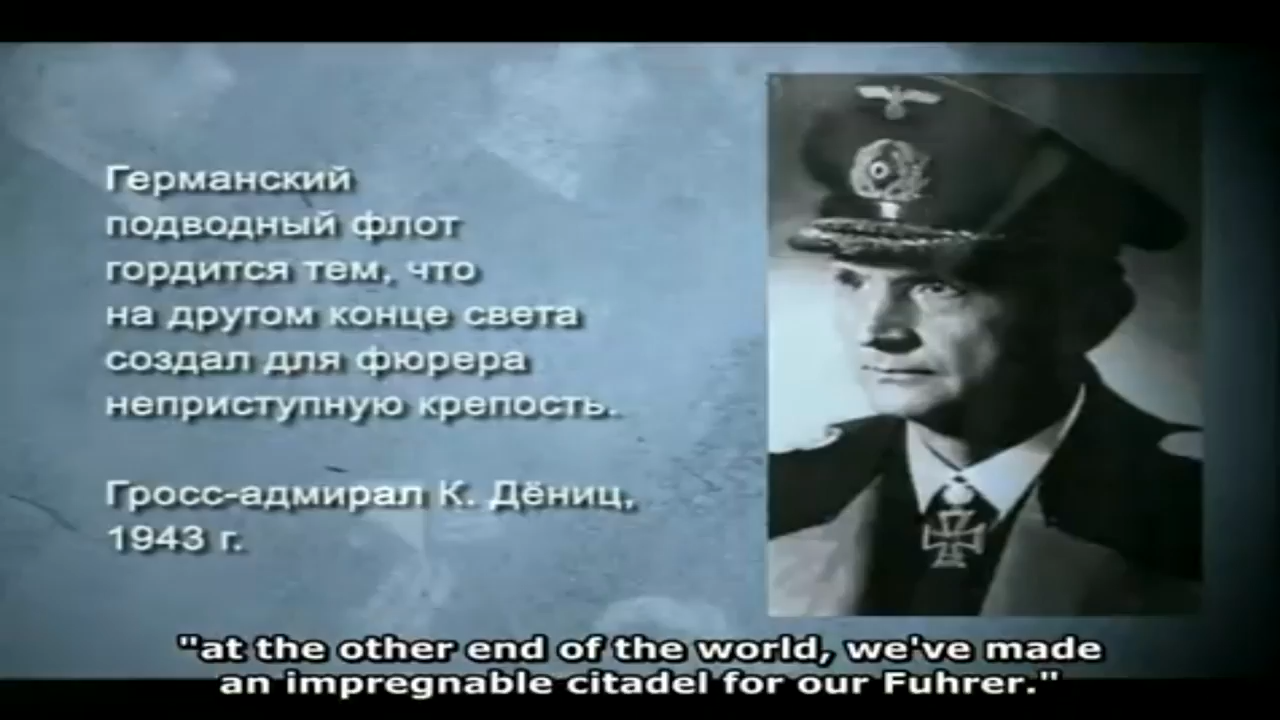 Германский
подводный флот
гордится тем, что
на другом конце света
создал для фюрера
неприступную крепость.
Гросс-адмирал К. Дёниц,
1943 г.
"at the other end of the world, we've made
an impregnable citadel for our Fuhrer."